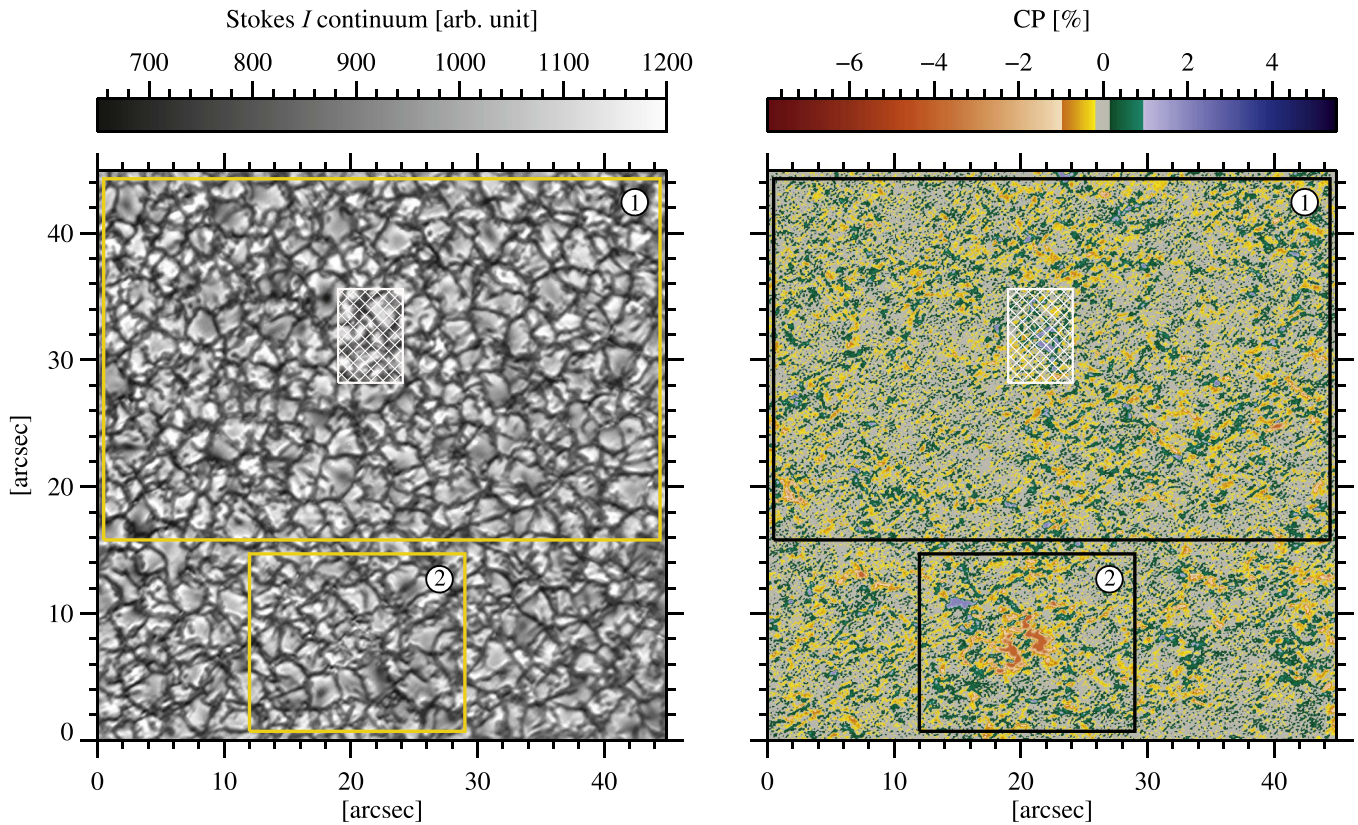 Stokes I continuum [arb. unit]
700 800 900 1000 1100 1200
CP [%]
−6 −4 −2 0 2 4
1
2
40
30
20
10
0
[arcsec]
0 10 20 30 40
[arcsec]
1
2
0 10 20 30 40
[arcsec]